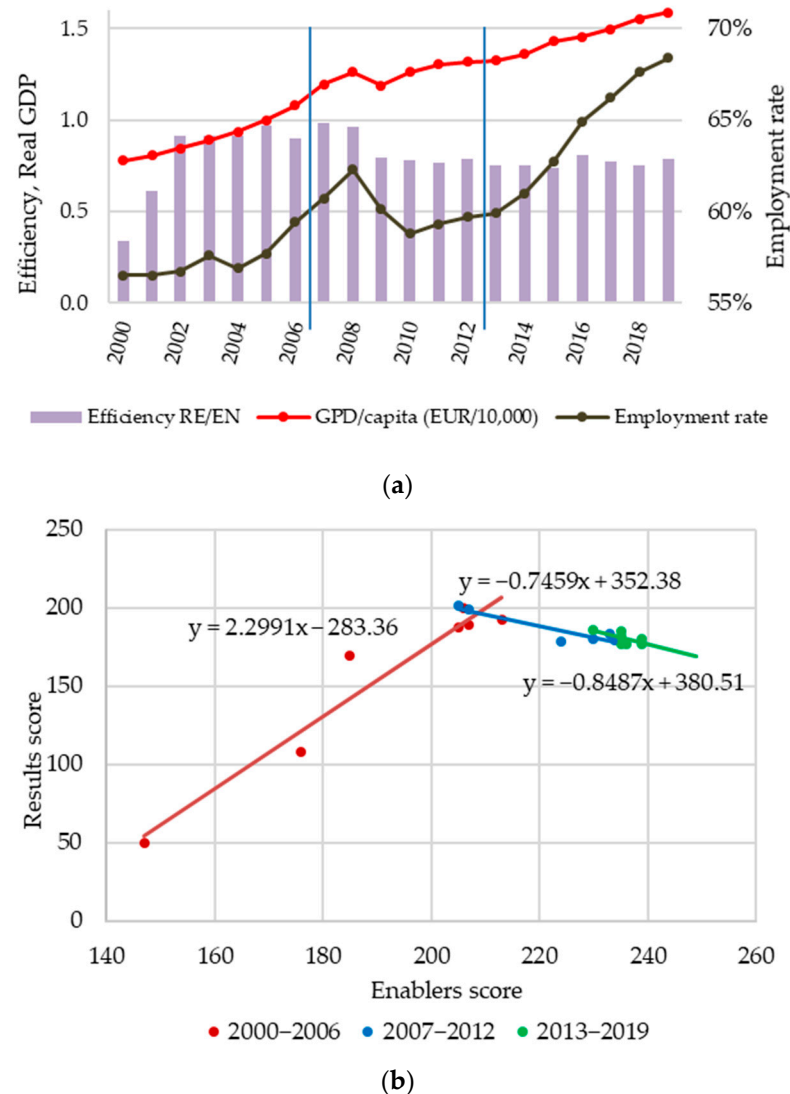 Efficiency, Real GDP
1.5
1.0
0.5
0.0
70%
65%
60%
55%
Employment rate
2000
2002
2004
2006
2008
2010
2012
2014
2016
2018
Efficiency RE/EN
GPD/capita (EUR/10,000)
Employment rate
(a)
Results score
250
200
150
100
50
0
y = −0.7459x + 352.38
y = 2.2991x − 283.36
y = −0.8487x + 380.51
140
160
180
200
220
240
260
Enablers score
2000–2006
2007–2012
2013–2019
(b)